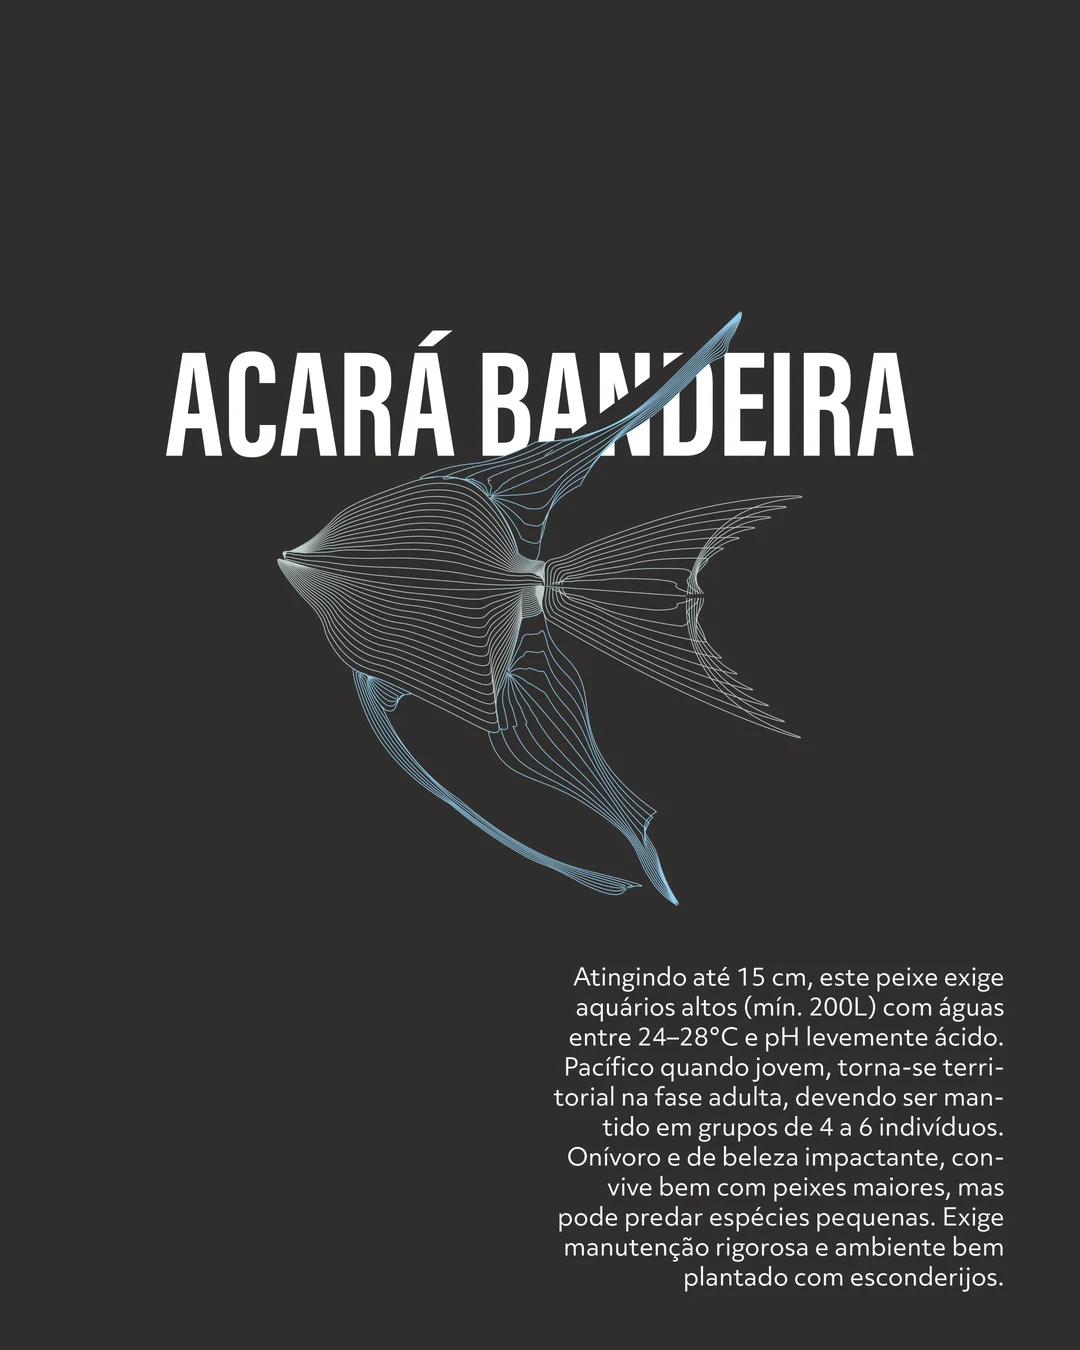 ACARÁ BANDEIRA
Atingindo até 15 cm, este peixe exige
aquários altos (mín. 200L) com águas
entre 24–28°C e pH levemente ácido.
Pacífico quando jovem, torna-se terri-
torial na fase adulta, devendo ser man-
tido em grupos de 4 a 6 indivíduos.
Onívoro e de beleza impactante, con-
vive bem com peixes maiores, mas
pode predar espécies pequenas. Exige
manutenção rigorosa e ambiente bem
plantado com esconderijos.